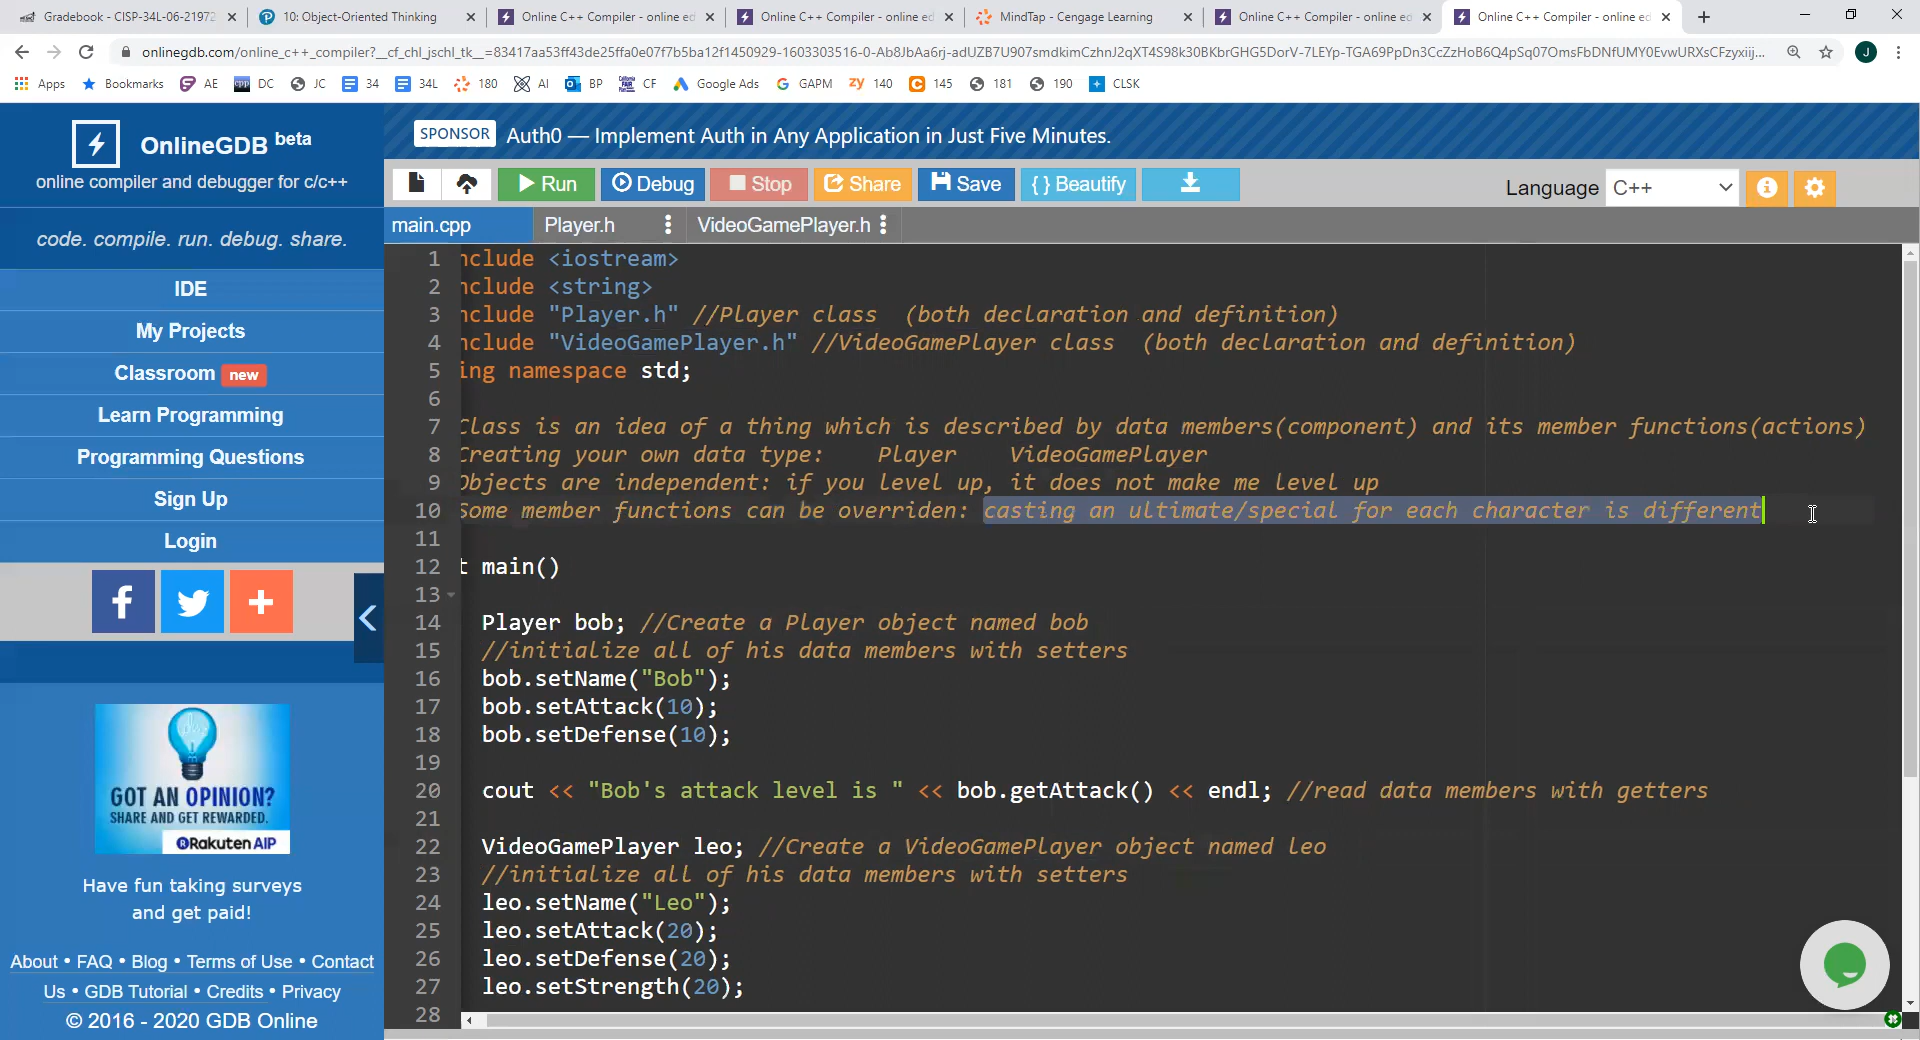 Gradebook - CISP-34L-06-21972
10: Object-Oriented Thinking
Online C++ Compiler - online ed
Online C++ Compiler - online ed
MindTap - Cengage Learning
Online C++ Compiler - online ed
Online C++ Compiler - online ed
Apps
Bookmarks
AE
DC
JC
34
34L
180
AI
BP
CF
Google Ads
GAPM
140
145
181
190
CLSK
OnlineGDB beta
online compiler and debugger for c/c++
code. compile. run. debug. share.
IDE
My Projects
Classroom new
Learn Programming
Programming Questions
Sign Up
Login
GOT AN OPINION?
SHARE AND GET REWARDED.
Rakuten AIP
Have fun taking surveys
and get paid!
About • FAQ • Blog • Terms of Use • Contact
Us • GDB Tutorial • Credits • Privacy
© 2016 - 2020 GDB Online
SPONSOR Auth0 — Implement Auth in Any Application in Just Five Minutes.
Run
Debug
Stop
Share
Save
{ } Beautify
Language C++
main.cpp
Player.h
VideoGamePlayer.h
1 nclude <iostream>
2 nclude <string>
3 nclude "Player.h" //Player class  (both declaration and definition)
4 nclude "VideoGamePlayer.h" //VideoGamePlayer class  (both declaration and definition)
5 ing namespace std;
6
7 Class is an idea of a thing which is described by data members(component) and its member functions(actions)
8 Creating your own data type:    Player    VideoGamePlayer
9 Objects are independent: if you level up, it does not make me level up
10 Some member functions can be overriden: casting an ultimate/special for each character is different
11
12 t main()
13
14 Player bob; //Create a Player object named bob
15 //initialize all of his data members with setters
16 bob.setName("Bob");
17 bob.setAttack(10);
18 bob.setDefense(10);
19
20 cout << "Bob's attack level is " << bob.getAttack() << endl; //read data members with getters
21
22 VideoGamePlayer leo; //Create a VideoGamePlayer object named leo
23 //initialize all of his data members with setters
24 leo.setName("Leo");
25 leo.setAttack(20);
26 leo.setDefense(20);
27 leo.setStrength(20);
28